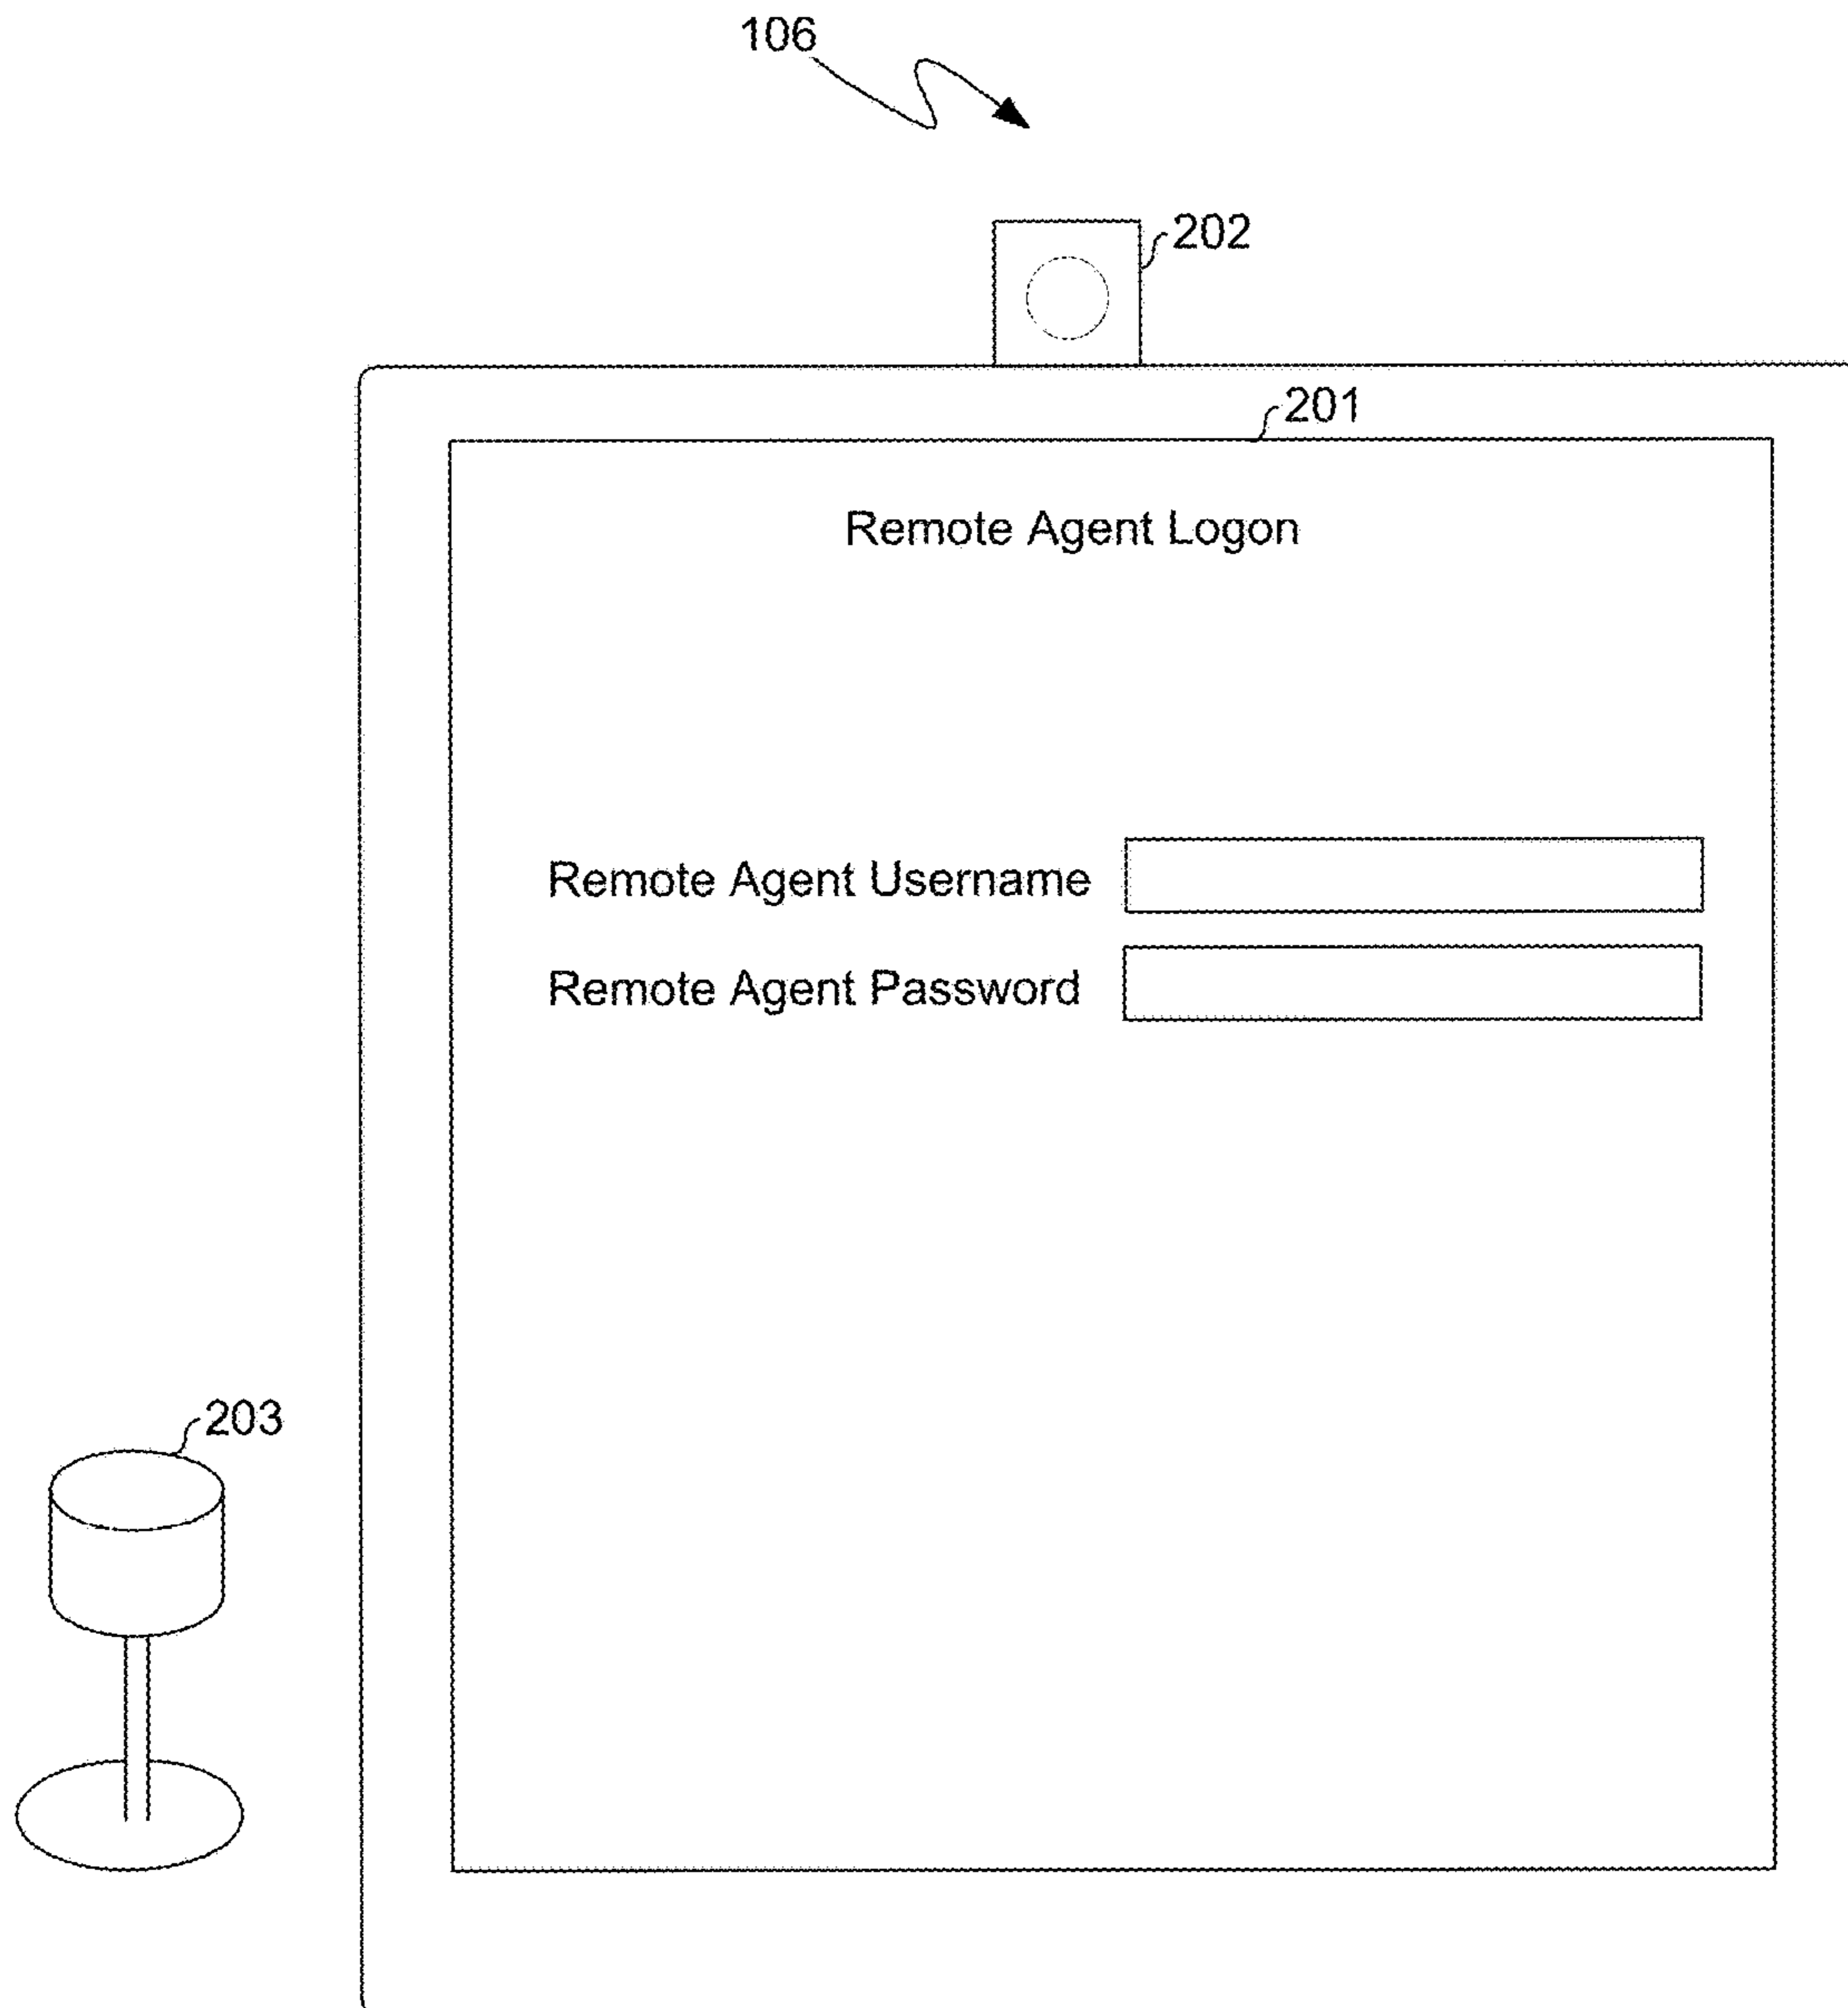 106
202
201
Remote Agent Logon
Remote Agent Username
Remote Agent Password
203